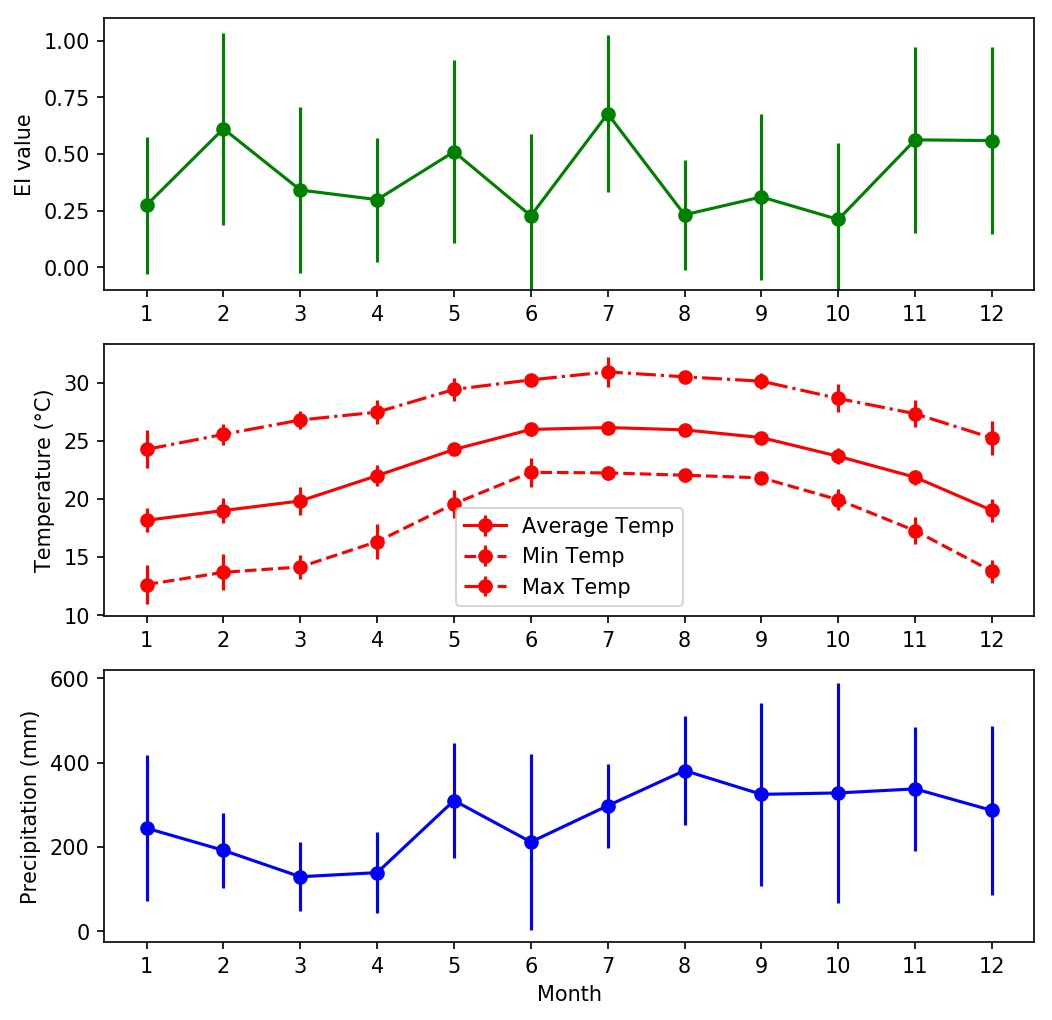 EI value
1.00
0.75
0.50
0.25
0.00
1 2 3 4 5 6 7 8 9 10 11 12
Temperature (°C)
30
25
20
15
10
Average Temp
Min Temp
Max Temp
1 2 3 4 5 6 7 8 9 10 11 12
Precipitation (mm)
600
400
200
0
1 2 3 4 5 6 7 8 9 10 11 12
Month